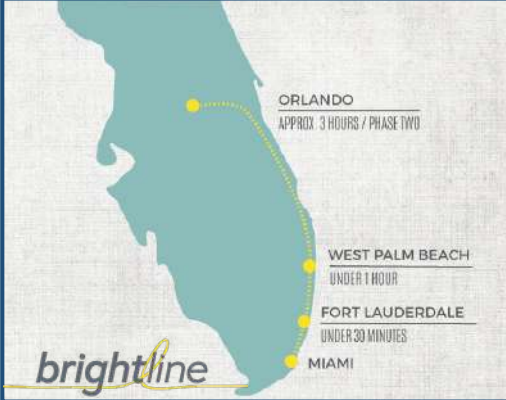 ORLANDO
APPROX. 3 HOURS / PHASE TWO
WEST PALM BEACH
UNDER 1 HOUR
FORT LAUDERDALE
UNDER 30 MINUTES
MIAMI
brightline